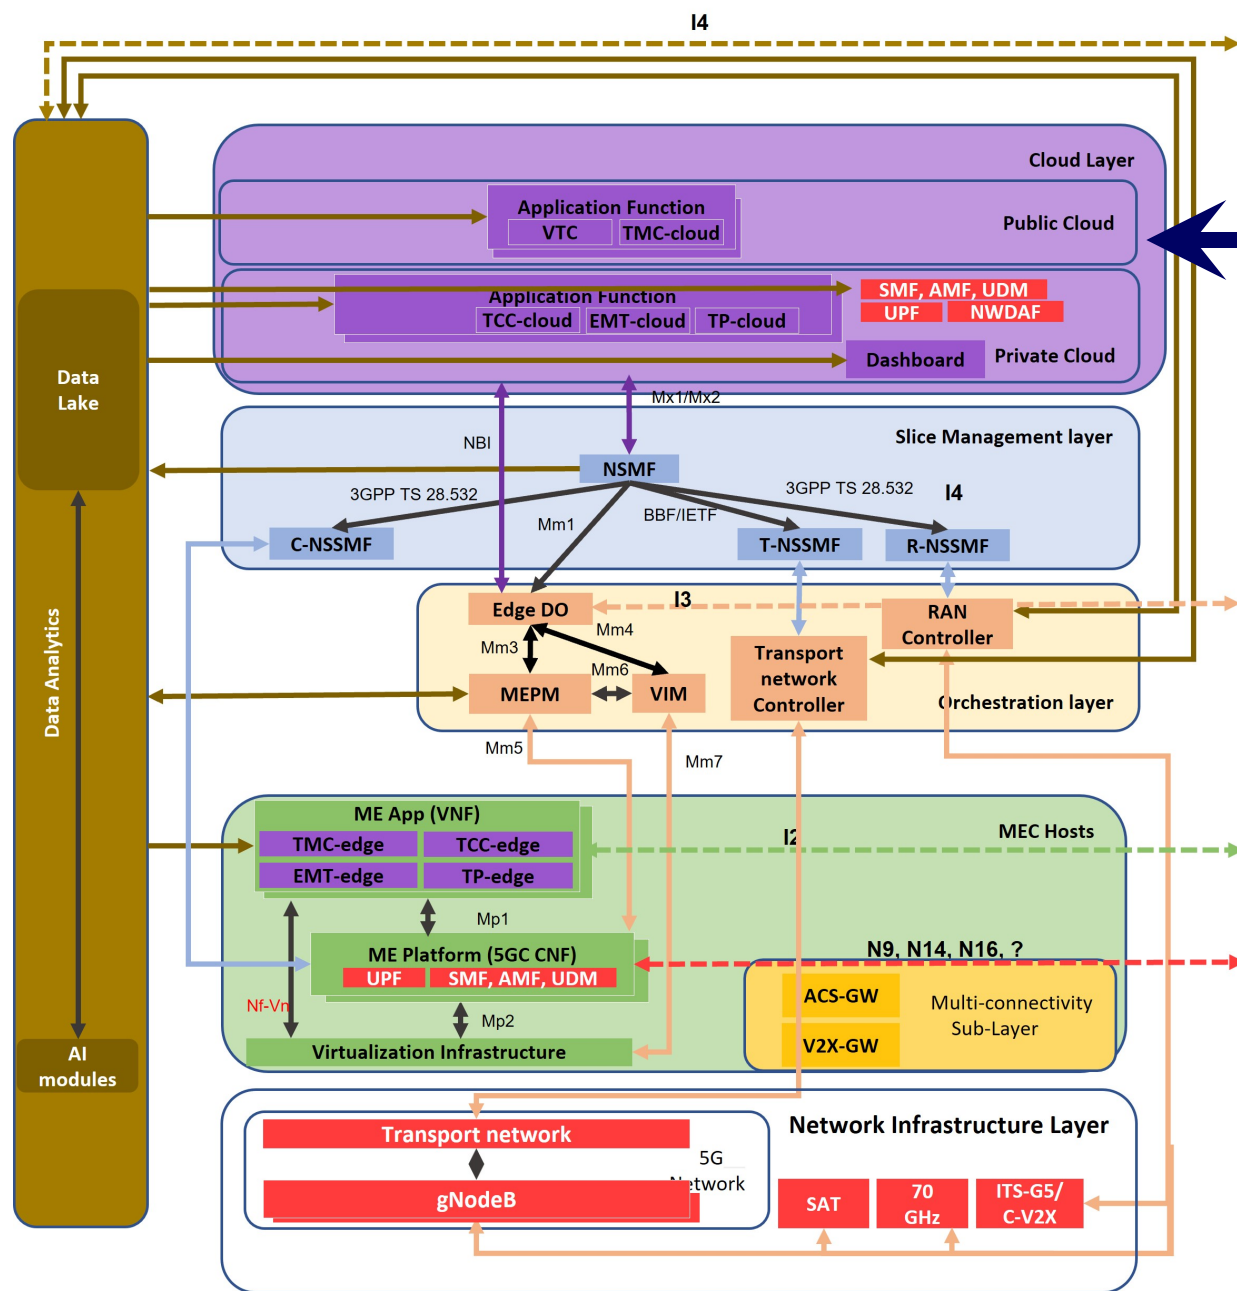 I4
Cloud Layer
Application Function
VTC
TMC-cloud
Public Cloud
Application Function
TCC-cloud
EMT-cloud
TP-cloud
SMF, AMF, UDM
UPF
NWDAF
Dashboard
Private Cloud
Data
Lake
Mx1/Mx2
NBI
Slice Management layer
NSMF
3GPP TS 28.532
Mm1
BBF/IETF
3GPP TS 28.532
I4
C-NSSMF
T-NSSMF
R-NSSMF
Edge DO
I3
RAN
Controller
Mm3
Mm4
Mm6
MEPM
VIM
Transport
network
Controller
Orchestration layer
Data Analytics
Mm5
Mm7
ME App (VNF)
TMC-edge
TCC-edge
EMT-edge
TP-edge
I2
MEC Hosts
Mp1
N9, N14, N16, ?
ME Platform (5GC CNF)
UPF
SMF, AMF, UDM
Nf-Vn
Mp2
Virtualization Infrastructure
ACS-GW
V2X-GW
Multi-connectivity
Sub-Layer
AI
modules
Network Infrastructure Layer
Transport network
5G
Network
gNodeB
SAT
70
GHz
ITS-G5/
C-V2X